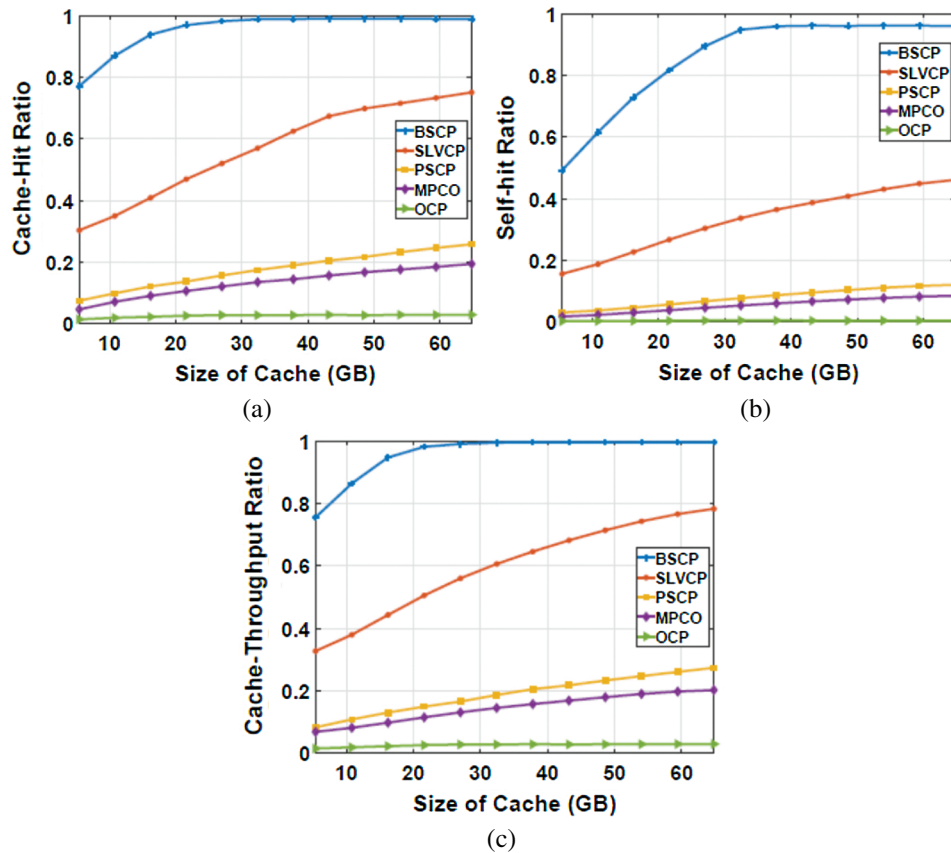 1
0.8
0.6
0.4
0.2
0
Cache-Hit Ratio
BSCP
SLVCP
PSCP
MPCO
OCP
10 20 30 40 50 60
Size of Cache (GB)
(a)
1
0.8
0.6
0.4
0.2
0
Self-hit Ratio
BSCP
SLVCP
PSCP
MPCO
OCP
10 20 30 40 50 60
Size of Cache (GB)
(b)
1
0.8
0.6
0.4
0.2
0
Cache-Throughput Ratio
BSCP
SLVCP
PSCP
MPCO
OCP
10 20 30 40 50 60
Size of Cache (GB)
(c)